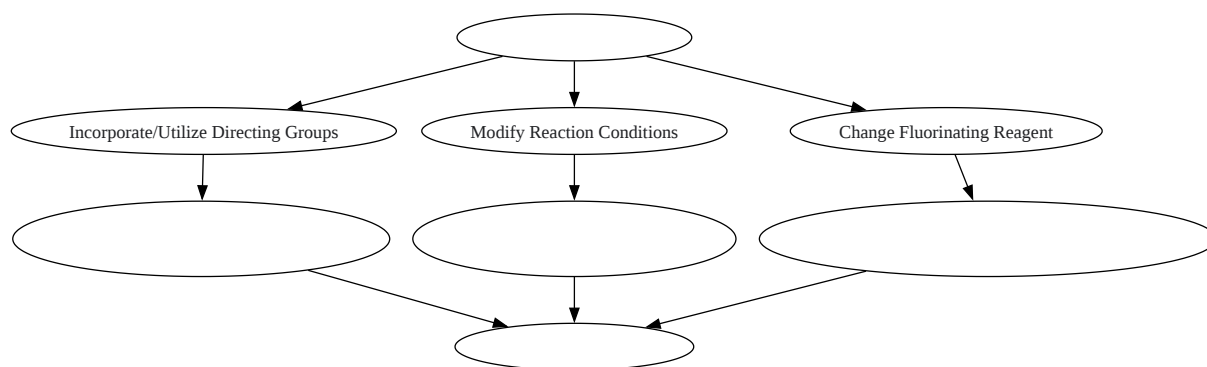 Incorporate/Utilize Directing Groups
Modify Reaction Conditions
Change Fluorinating Reagent